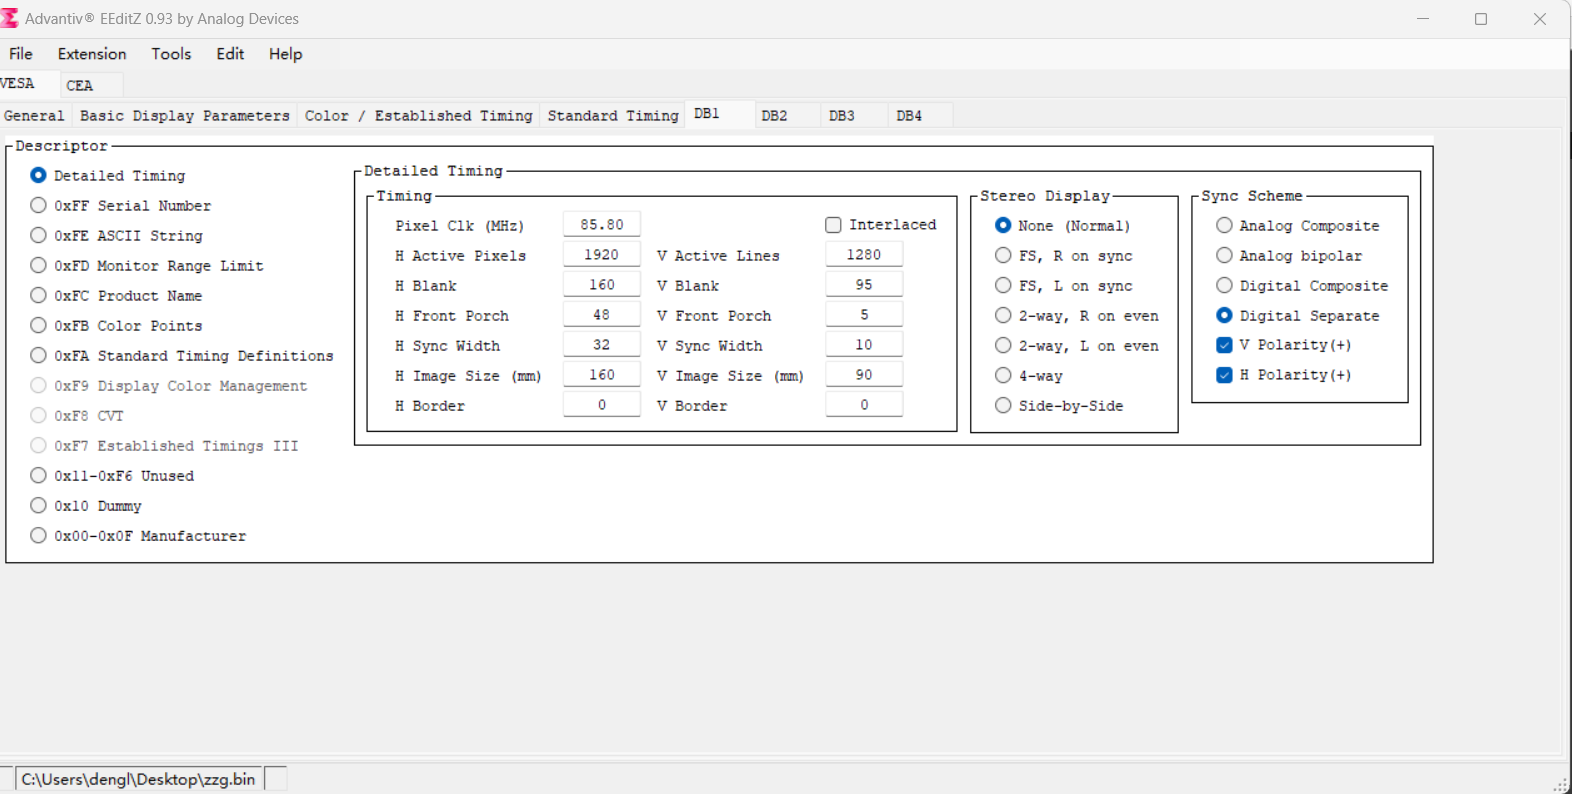 Advantiv® EEditZ 0.93 by Analog Devices
File Extension Tools Edit Help
VESA CEA
General Basic Display Parameters Color / Established Timing Standard Timing DB1 DB2 DB3 DB4
Descriptor
Detailed Timing
0xFF Serial Number
0xFE ASCII String
0xFD Monitor Range Limit
0xFC Product Name
0xFB Color Points
0xFA Standard Timing Definitions
0xF9 Display Color Management
0xF8 CVT
0xF7 Established Timings III
0x11-0xF6 Unused
0x10 Dummy
0x00-0x0F Manufacturer
Detailed Timing
Timing
Pixel Clk (MHz) 85.80 Interlaced
H Active Pixels 1920 V Active Lines 1280
H Blank 160 V Blank 95
H Front Porch 48 V Front Porch 5
H Sync Width 32 V Sync Width 10
H Image Size (mm) 160 V Image Size (mm) 90
H Border 0 V Border 0
Stereo Display
None (Normal)
FS, R on sync
FS, L on sync
2-way, R on even
2-way, L on even
4-way
Side-by-Side
Sync Scheme
Analog Composite
Analog bipolar
Digital Composite
Digital Separate
V Polarity(+)
H Polarity(+)
C:\Users\dengl\Desktop\zzg.bin